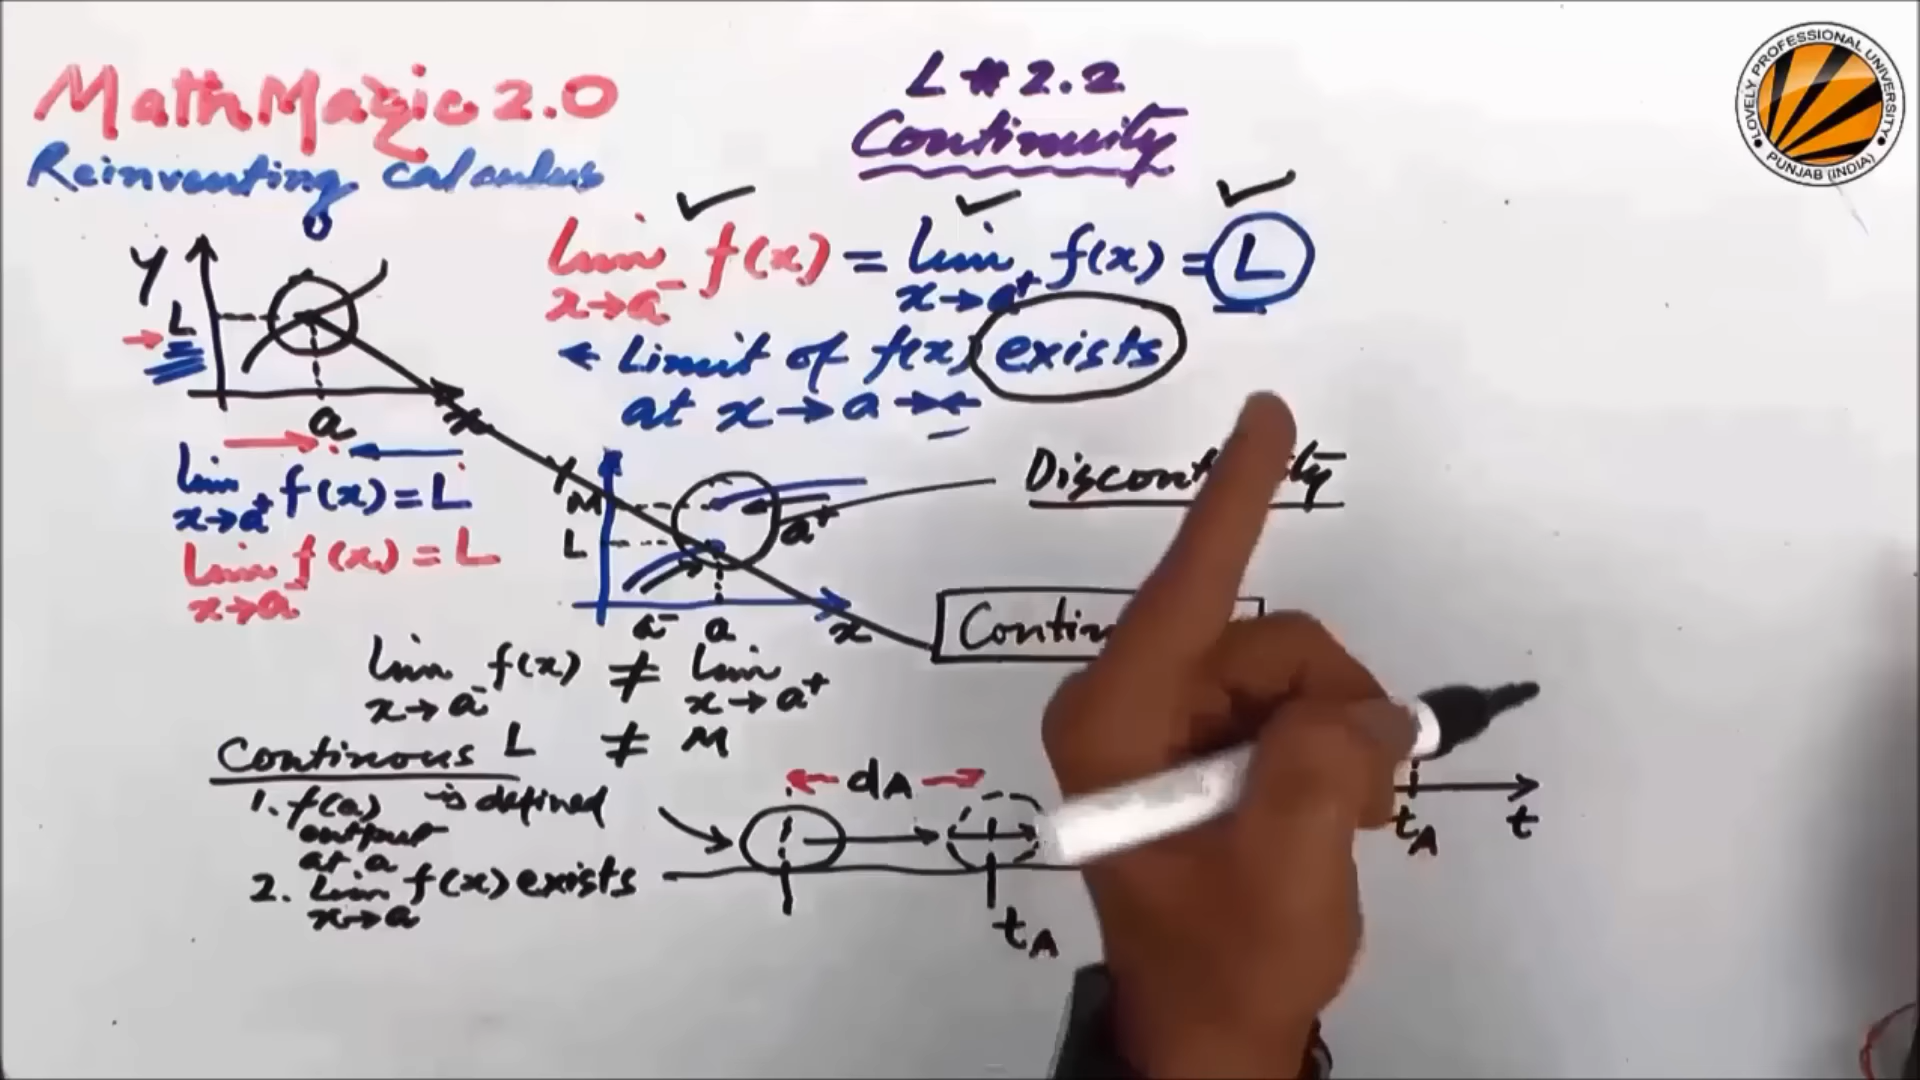 MathMagic 2.0
Reinventing calculus
L # 2.2
Continuity
LOVELY PROFESSIONAL UNIVERSITY
PUNJAB (INDIA)
lim x→a⁻ f(x) = lim x→a⁺ f(x) = L
← Limit of f(x) exists
at x → a →←
Y
L
a
x
lim x→a⁺ f(x) = L
lim x→a f(x) = L
Y
M
L
a⁺
a⁻ a x
lim x→a⁻ f(x) ≠ lim x→a⁺
L ≠ M
Continous
1. f(a) is defined
output
at a
2. lim x→a f(x) exists
dA
tA
tA
t